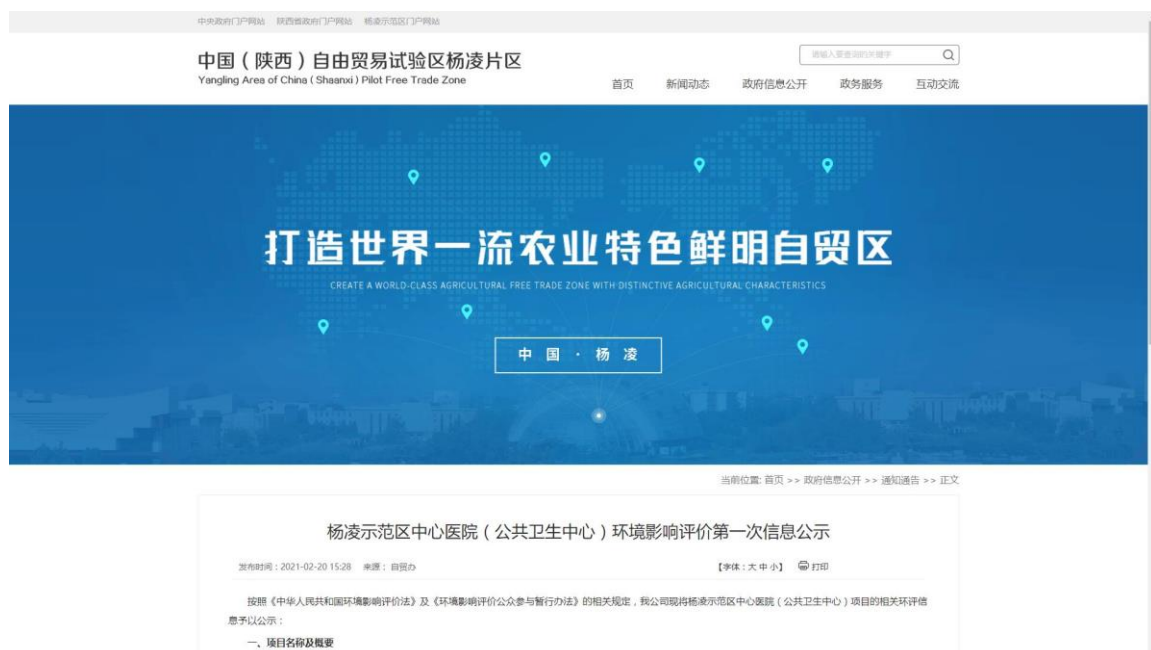 中央政府门户网站 陕西省政府门户网站 杨凌示范区门户网站
中国（陕西）自由贸易试验区杨凌片区
Yangling Area of China ( Shaanxi ) Pilot Free Trade Zone
请输入要查询的关键字
首页 新闻动态 政府信息公开 政务服务 互动交流
打造世界一流农业特色鲜明自贸区
CREATE A WORLD-CLASS AGRICULTURAL FREE TRADE ZONE WITH DISTINCTIVE AGRICULTURAL CHARACTERISTICS
中国·杨凌
当前位置: 首页 >> 政府信息公开 >> 通知通告 >> 正文
杨凌示范区中心医院（公共卫生中心）环境影响评价第一次信息公示
发布时间：2021-02-20 15:28 来源：自贸办 【字体：大 中 小】 打印
按照《中华人民共和国环境影响评价法》及《环境影响评价公众参与暂行办法》的相关规定，我公司现将杨凌示范区中心医院（公共卫生中心）项目的相关环评信
息予以公示：
一、项目名称及概要